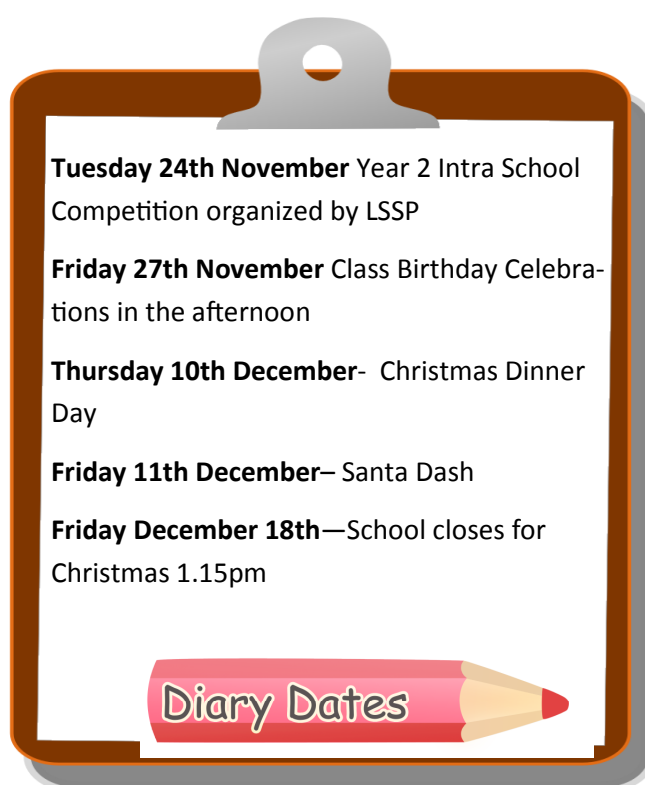 Tuesday 24th November Year 2 Intra School
Competition organized by LSSP
Friday 27th November Class Birthday Celebra-
tions in the afternoon
Thursday 10th December-  Christmas Dinner
Day
Friday 11th December– Santa Dash
Friday December 18th—School closes for
Christmas 1.15pm
Diary Dates